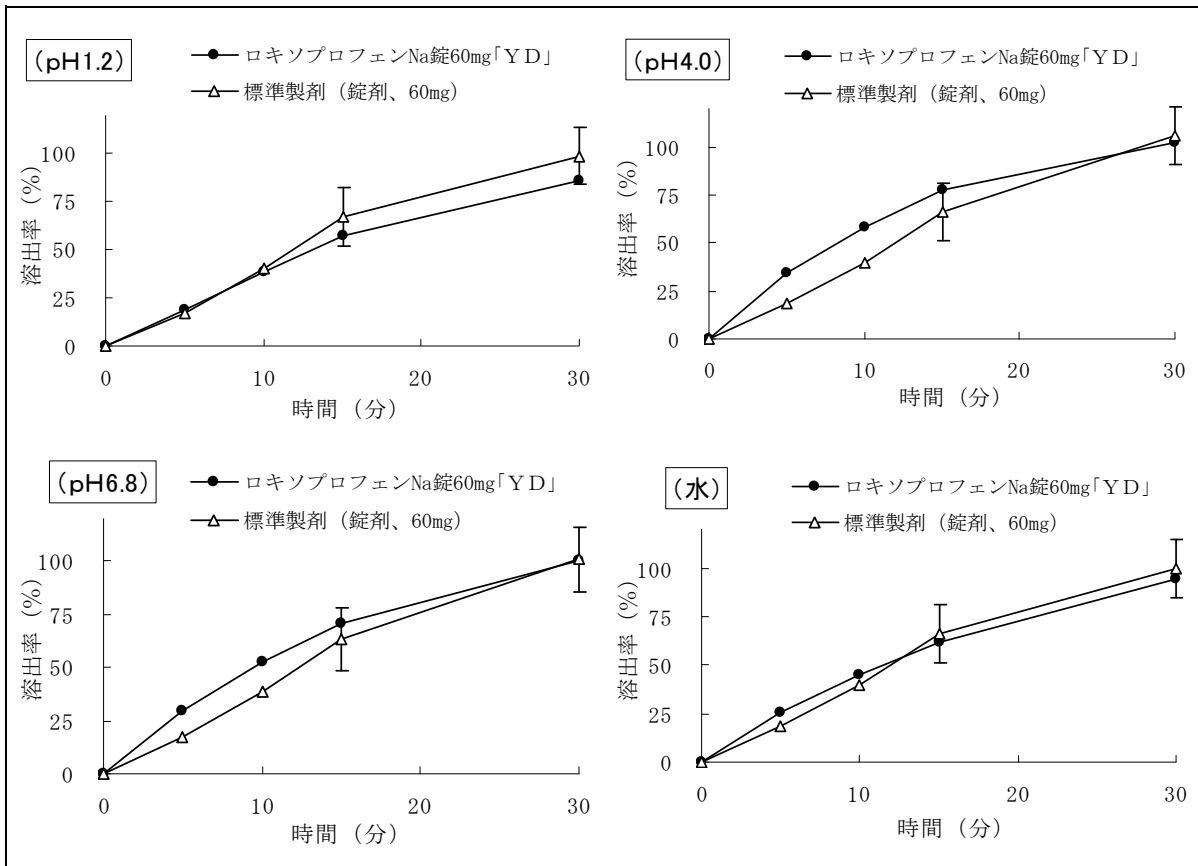 (pH1.2)
ロキソプロフェンNa錠60mg「ＹＤ」
標準製剤（錠剤、60mg）
溶出率（%）
100
75
50
25
0
0 10 20 30
時間（分）
(pH4.0)
ロキソプロフェンNa錠60mg「ＹＤ」
標準製剤（錠剤、60mg）
溶出率（%）
100
75
50
25
0
0 10 20 30
時間（分）
(pH6.8)
ロキソプロフェンNa錠60mg「ＹＤ」
標準製剤（錠剤、60mg）
溶出率（%）
100
75
50
25
0
0 10 20 30
時間（分）
(水)
ロキソプロフェンNa錠60mg「ＹＤ」
標準製剤（錠剤、60mg）
溶出率（%）
100
75
50
25
0
0 10 20 30
時間（分）